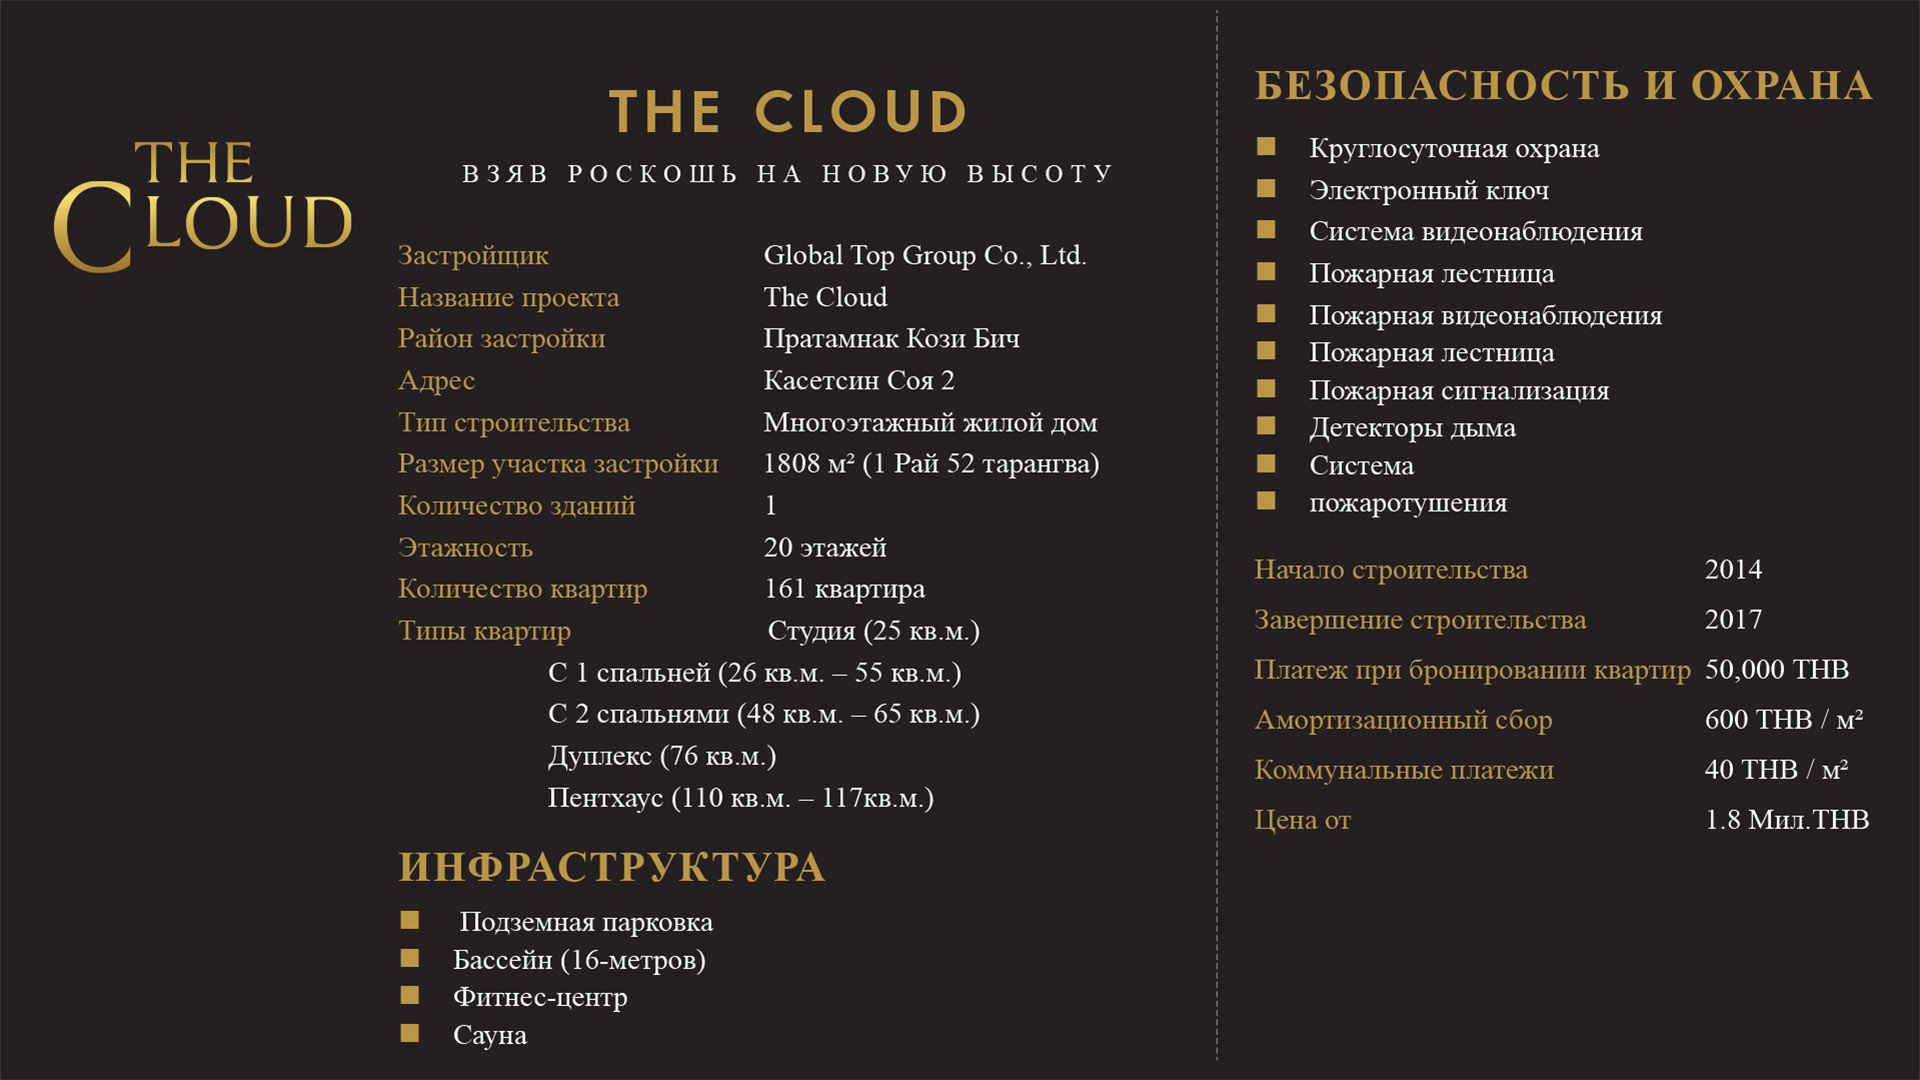 THE
CLOUD
THE CLOUD
ВЗЯВ РОСКОШЬ НА НОВУЮ ВЫСОТУ
Застройщик Global Top Group Co., Ltd.
Название проекта The Cloud
Район застройки Пратамнак Кози Бич
Адрес Касетсин Соя 2
Тип строительства Многоэтажный жилой дом
Размер участка застройки 1808 м² (1 Рай 52 тарангва)
Количество зданий 1
Этажность 20 этажей
Количество квартир 161 квартира
Типы квартир Студия (25 кв.м.)
С 1 спальней (26 кв.м. – 55 кв.м.)
С 2 спальнями (48 кв.м. – 65 кв.м.)
Дуплекс (76 кв.м.)
Пентхаус (110 кв.м. – 117кв.м.)
ИНФРАСТРУКТУРА
Подземная парковка
Бассейн (16-метров)
Фитнес-центр
Сауна
БЕЗОПАСНОСТЬ И ОХРАНА
Круглосуточная охрана
Электронный ключ
Система видеонаблюдения
Пожарная лестница
Пожарная видеонаблюдения
Пожарная лестница
Пожарная сигнализация
Детекторы дыма
Система
пожаротушения
Начало строительства 2014
Завершение строительства 2017
Платеж при бронировании квартир 50,000 THB
Амортизационный сбор 600 THB / м²
Коммунальные платежи 40 THB / м²
Цена от 1.8 Мил.THB